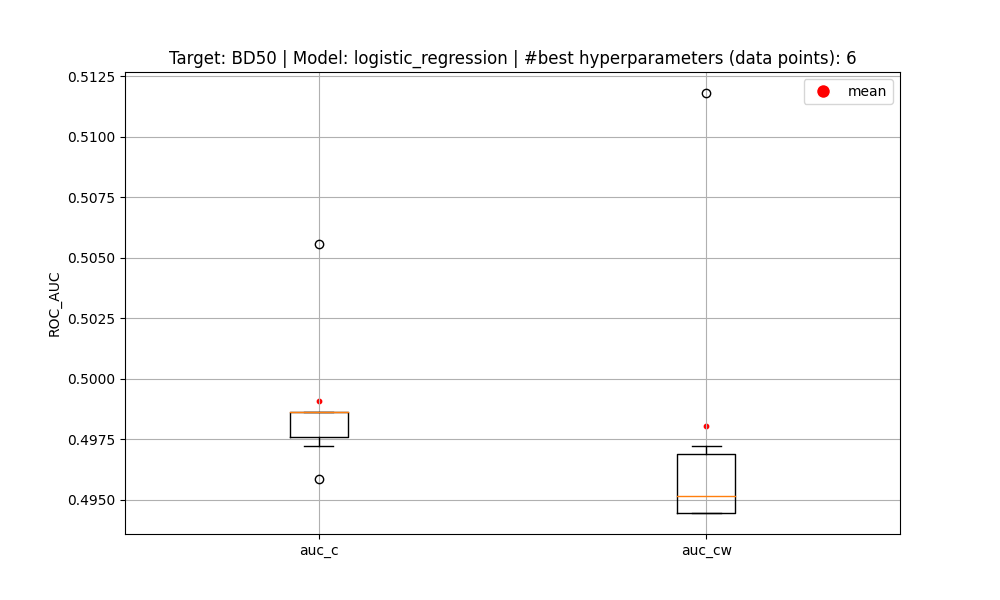 Target: BD50 | Model: logistic_regression | #best hyperparameters (data points): 6
mean
ROC_AUC
0.5125
0.5100
0.5075
0.5050
0.5025
0.5000
0.4975
0.4950
auc_c
auc_cw